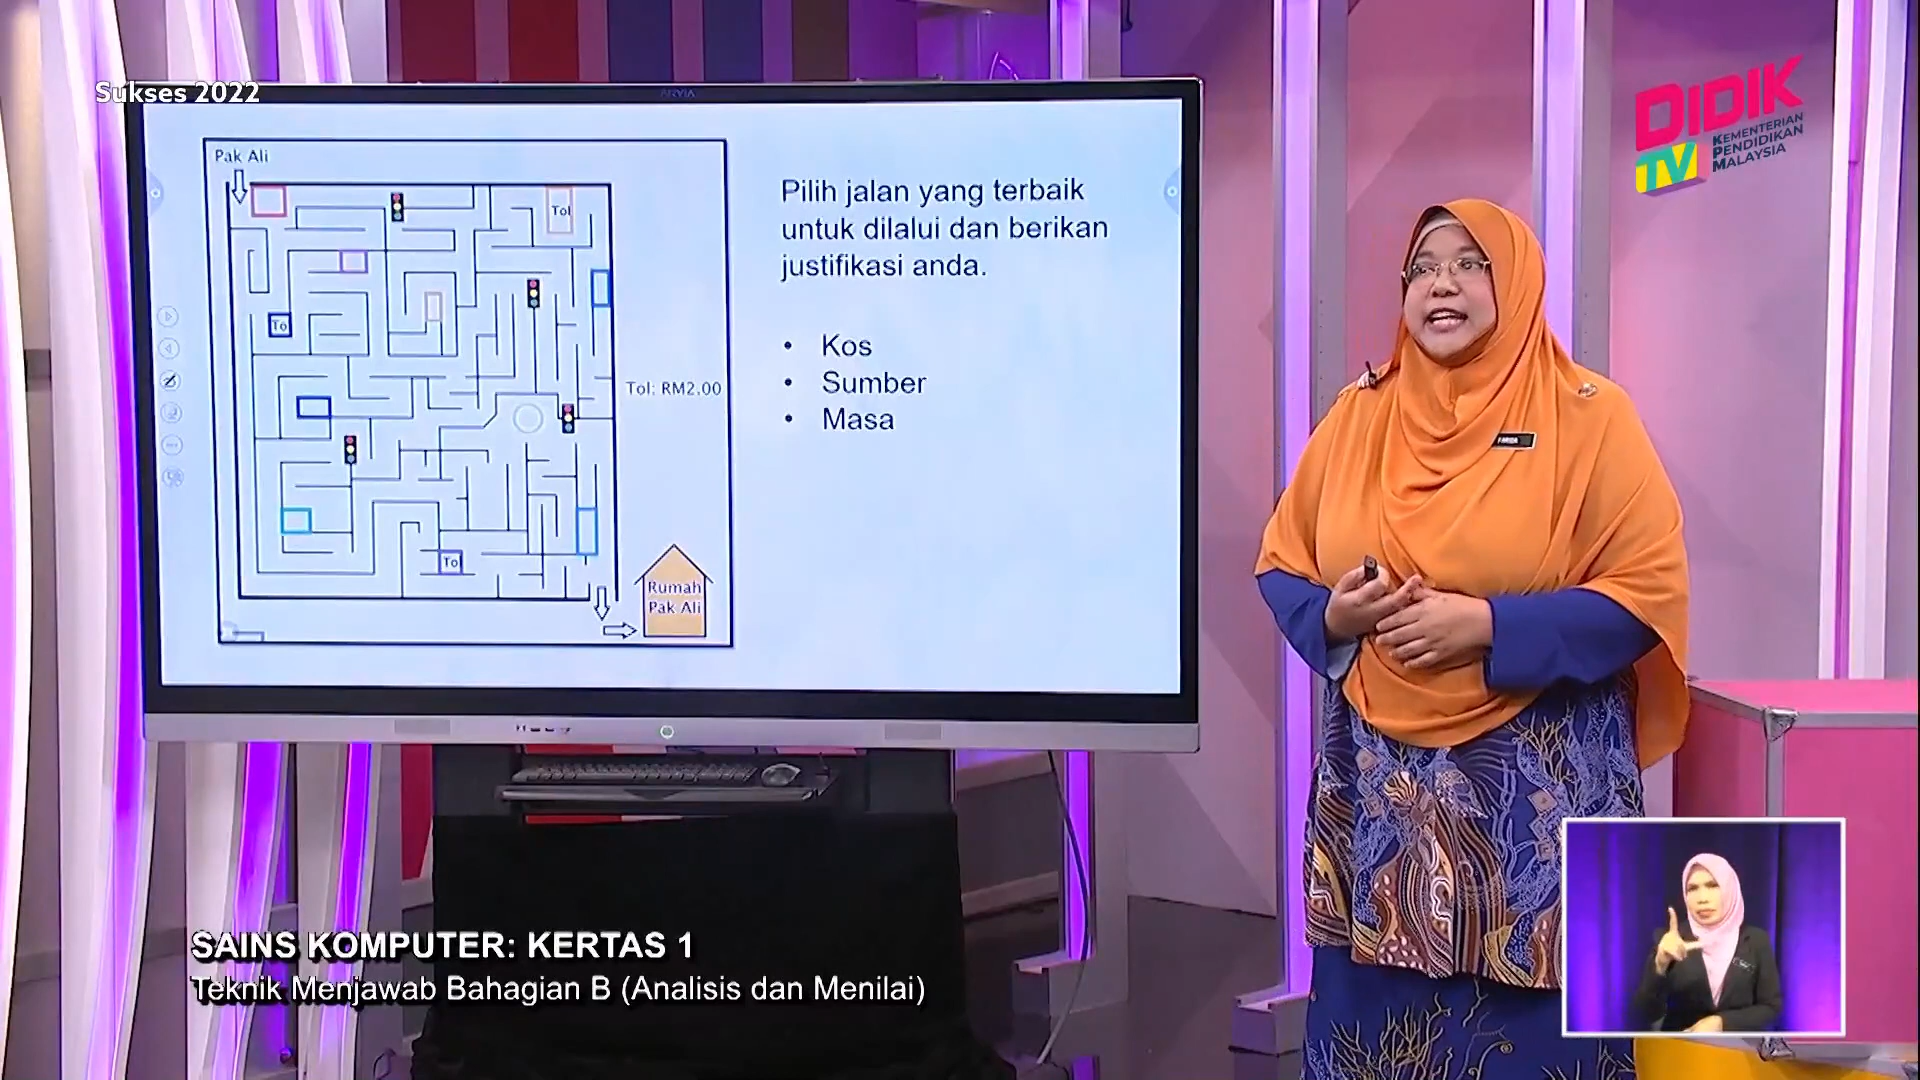 Sukses 2022
DIDIK
TV
KEMENTERIAN
PENDIDIKAN
MALAYSIA
Pak Ali
Tol
To
Tol: RM2.00
To
Rumah
Pak Ali
Pilih jalan yang terbaik
untuk dilalui dan berikan
justifikasi anda.
• Kos
• Sumber
• Masa
SAINS KOMPUTER: KERTAS 1
Teknik Menjawab Bahagian B (Analisis dan Menilai)